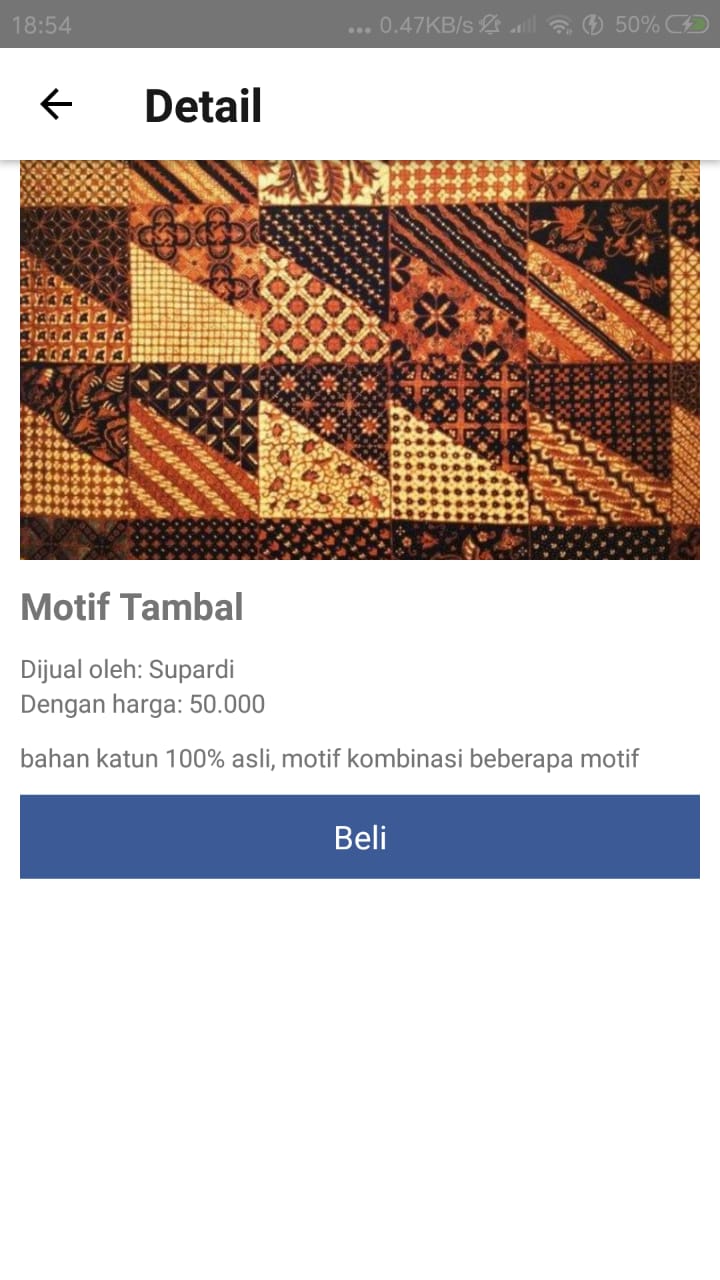 18:54
... 0.47KB/s 50%
Detail
Motif Tambal
Dijual oleh: Supardi
Dengan harga: 50.000
bahan katun 100% asli, motif kombinasi beberapa motif
Beli